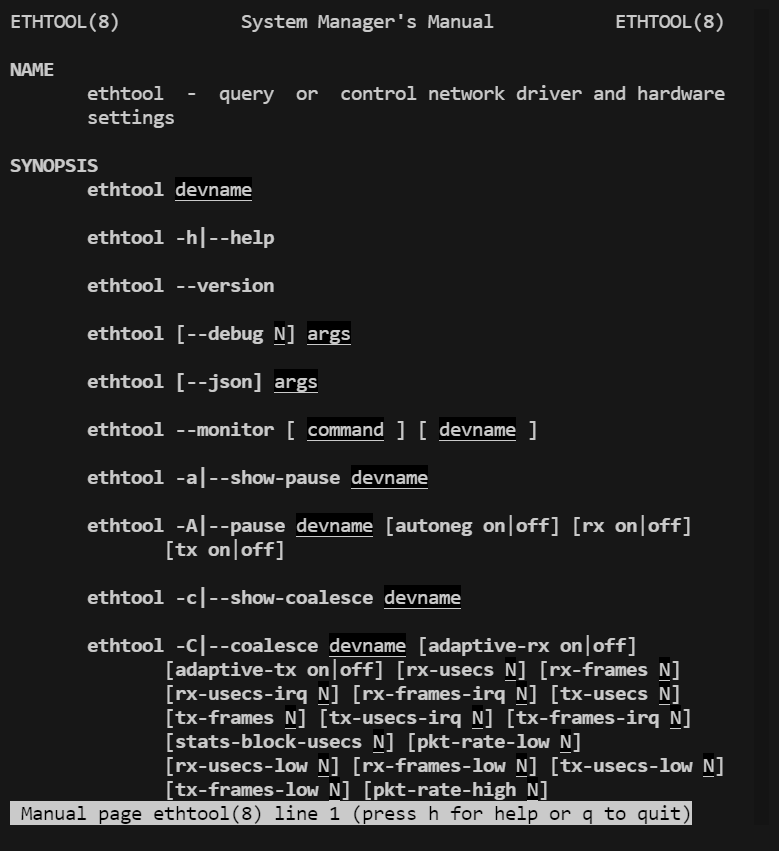 ETHTOOL(8) System Manager's Manual ETHTOOL(8)
NAME
ethtool - query or control network driver and hardware
settings
SYNOPSIS
ethtool devname
ethtool -h|--help
ethtool --version
ethtool [--debug N] args
ethtool [--json] args
ethtool --monitor [ command ] [ devname ]
ethtool -a|--show-pause devname
ethtool -A|--pause devname [autoneg on|off] [rx on|off]
[tx on|off]
ethtool -c|--show-coalesce devname
ethtool -C|--coalesce devname [adaptive-rx on|off]
[adaptive-tx on|off] [rx-usecs N] [rx-frames N]
[rx-usecs-irq N] [rx-frames-irq N] [tx-usecs N]
[tx-frames N] [tx-usecs-irq N] [tx-frames-irq N]
[stats-block-usecs N] [pkt-rate-low N]
[rx-usecs-low N] [rx-frames-low N] [tx-usecs-low N]
[tx-frames-low N] [pkt-rate-high N]
Manual page ethtool(8) line 1 (press h for help or q to quit)